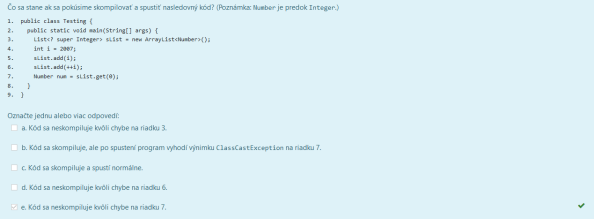 Čo sa stane ak sa pokúsime skompilovať a spustiť nasledovný kód? (Poznámka: Number je predok Integer.)
1. public class Testing {
2. public static void main(String[] args) {
3. List<? super Integer> sList = new ArrayList<Number>();
4. int i = 2007;
5. sList.add(i);
6. sList.add(++i);
7. Number num = sList.get(0);
8. }
9. }
Označte jednu alebo viac odpovedí:
a. Kód sa neskompiluje kvôli chybe na riadku 3.
b. Kód sa skompiluje, ale po spustení program vyhodí výnimku ClassCastException na riadku 7.
c. Kód sa skompiluje a spustí normálne.
d. Kód sa neskompiluje kvôli chybe na riadku 6.
e. Kód sa neskompiluje kvôli chybe na riadku 7.